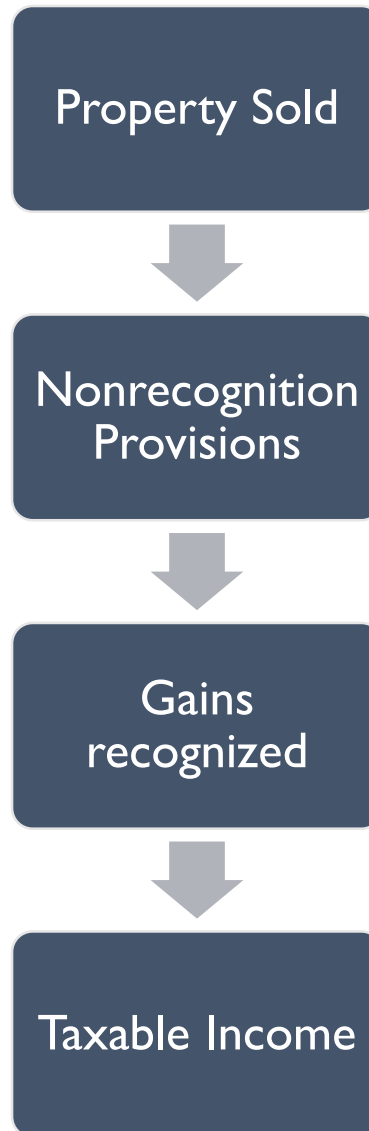 Property Sold
Nonrecognition
Provisions
Gains
recognized
Taxable Income